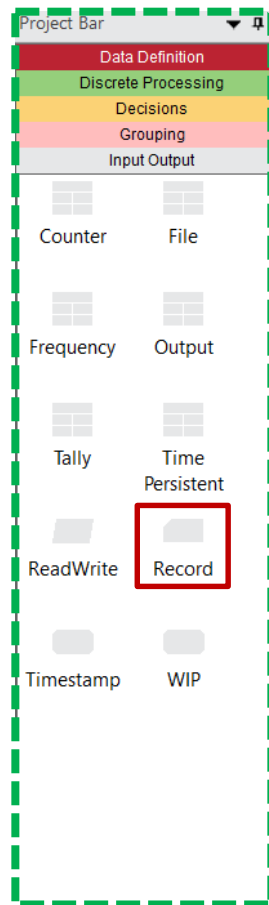 Project Bar
Data Definition
Discrete Processing
Decisions
Grouping
Input Output
Counter File
Frequency Output
Tally Time
Persistent
ReadWrite Record
Timestamp WIP